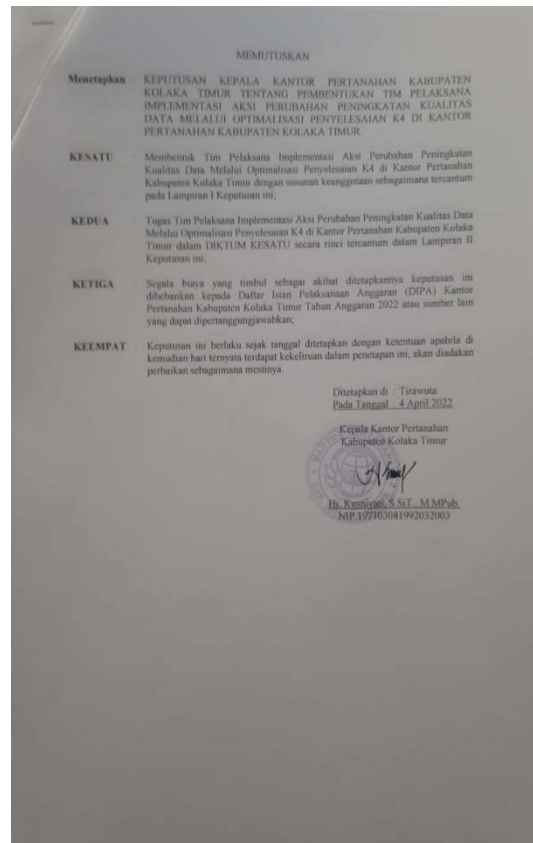 MEMUTUSKAN
Menetapkan : KEPUTUSAN KEPALA KANTOR PERTANAHAN KABUPATEN
KOLAKA TIMUR TENTANG PEMBENTUKAN TIM PELAKSANA
IMPLEMENTASI AKSI PERUBAHAN PENINGKATAN KUALITAS
DATA MELALUI OPTIMALISASI PENYELESAIAN K4 DI KANTOR
PERTANAHAN KABUPATEN KOLAKA TIMUR
KESATU : Membentuk Tim Pelaksana Implementasi Aksi Perubahan Peningkatan
Kualitas Data Melalui Optimalisasi Penyelesaian K4 di Kantor Pertanahan
Kabupaten Kolaka Timur dengan susunan keanggotaan sebagaimana tercantum
pada Lampiran I Keputusan ini;
KEDUA : Tugas Tim Pelaksana Implementasi Aksi Perubahan Peningkatan Kualitas Data
Melalui Optimalisasi Penyelesaian K4 di Kantor Pertanahan Kabupaten Kolaka
Timur dalam DIKTUM KESATU secara rinci tercantum dalam Lampiran II
Keputusan ini;
KETIGA : Segala biaya yang timbul sebagai akibat ditetapkannya keputusan ini
dibebankan kepada Daftar Isian Pelaksanaan Anggaran (DIPA) Kantor
Pertanahan Kabupaten Kolaka Timur Tahun Anggaran 2022 atau sumber lain
yang dapat dipertanggungjawabkan;
KEEMPAT : Keputusan ini berlaku sejak tanggal ditetapkan dengan ketentuan apabila di
kemudian hari ternyata terdapat kekeliruan dalam penetapan ini, akan diadakan
perbaikan sebagaimana mestinya.
Ditetapkan di : Tirawuta
Pada Tanggal : 4 April 2022
Kepala Kantor Pertanahan
Kabupaten Kolaka Timur
Hj. Kusniyati, S.SiT., M.MPub.
NIP.197103081992032003